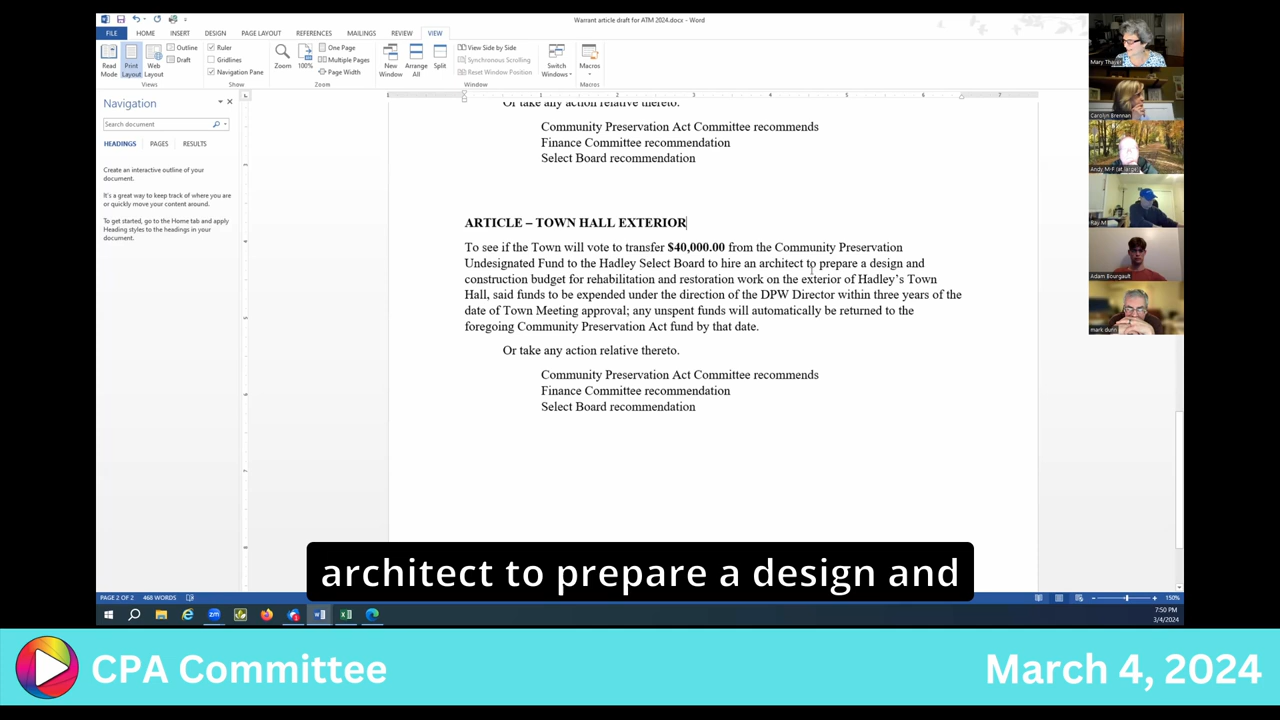 Warrant article draft for ATM 2024.docx - Word
FILE HOME INSERT DESIGN PAGE LAYOUT REFERENCES MAILINGS REVIEW VIEW
Read Mode
Print Layout
Web Layout
Outline
Draft
Views
Ruler
Gridlines
Navigation Pane
Show
Zoom
100%
One Page
Multiple Pages
Page Width
Zoom
New Window
Arrange All
Split
View Side by Side
Synchronous Scrolling
Reset Window Position
Window
Switch Windows
Macros
Macros
Navigation
Search document
HEADINGS PAGES RESULTS
Create an interactive outline of your
document.
It's a great way to keep track of where you are
or quickly move your content around.
To get started, go to the Home tab and apply
Heading styles to the headings in your
document.
Or take any action relative thereto.
Community Preservation Act Committee recommends
Finance Committee recommendation
Select Board recommendation
ARTICLE – TOWN HALL EXTERIOR
To see if the Town will vote to transfer $40,000.00 from the Community Preservation
Undesignated Fund to the Hadley Select Board to hire an architect to prepare a design and
construction budget for rehabilitation and restoration work on the exterior of Hadley's Town
Hall, said funds to be expended under the direction of the DPW Director within three years of the
date of Town Meeting approval; any unspent funds will automatically be returned to the
foregoing Community Preservation Act fund by that date.
Or take any action relative thereto.
Community Preservation Act Committee recommends
Finance Committee recommendation
Select Board recommendation
Mary Thayer
Carolyn Brennan
Andy M-F (at large)
Ray M
Adam Bourgault
mark dunn
architect to prepare a design and
PAGE 2 OF 2 468 WORDS
150%
7:50 PM
3/4/2024
CPA Committee
March 4, 2024